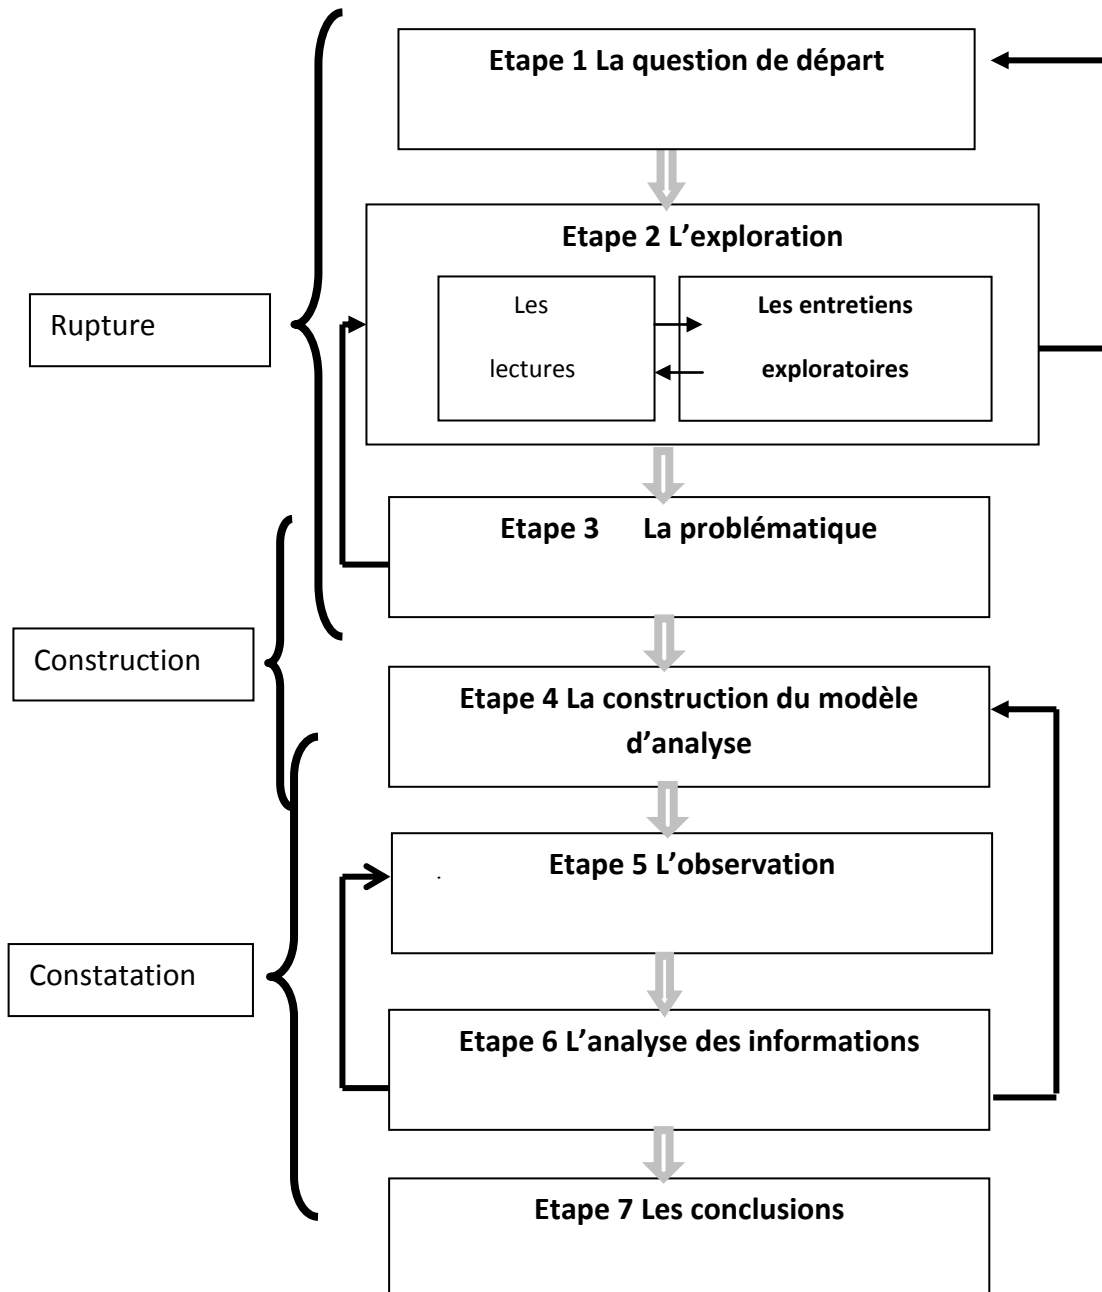 Etape 1 La question de départ
Etape 2 L’exploration
Les
lectures
Les entretiens
exploratoires
Rupture
Etape 3 La problématique
Construction
Etape 4 La construction du modèle
d’analyse
Etape 5 L’observation
.
Constatation
Etape 6 L’analyse des informations
Etape 7 Les conclusions